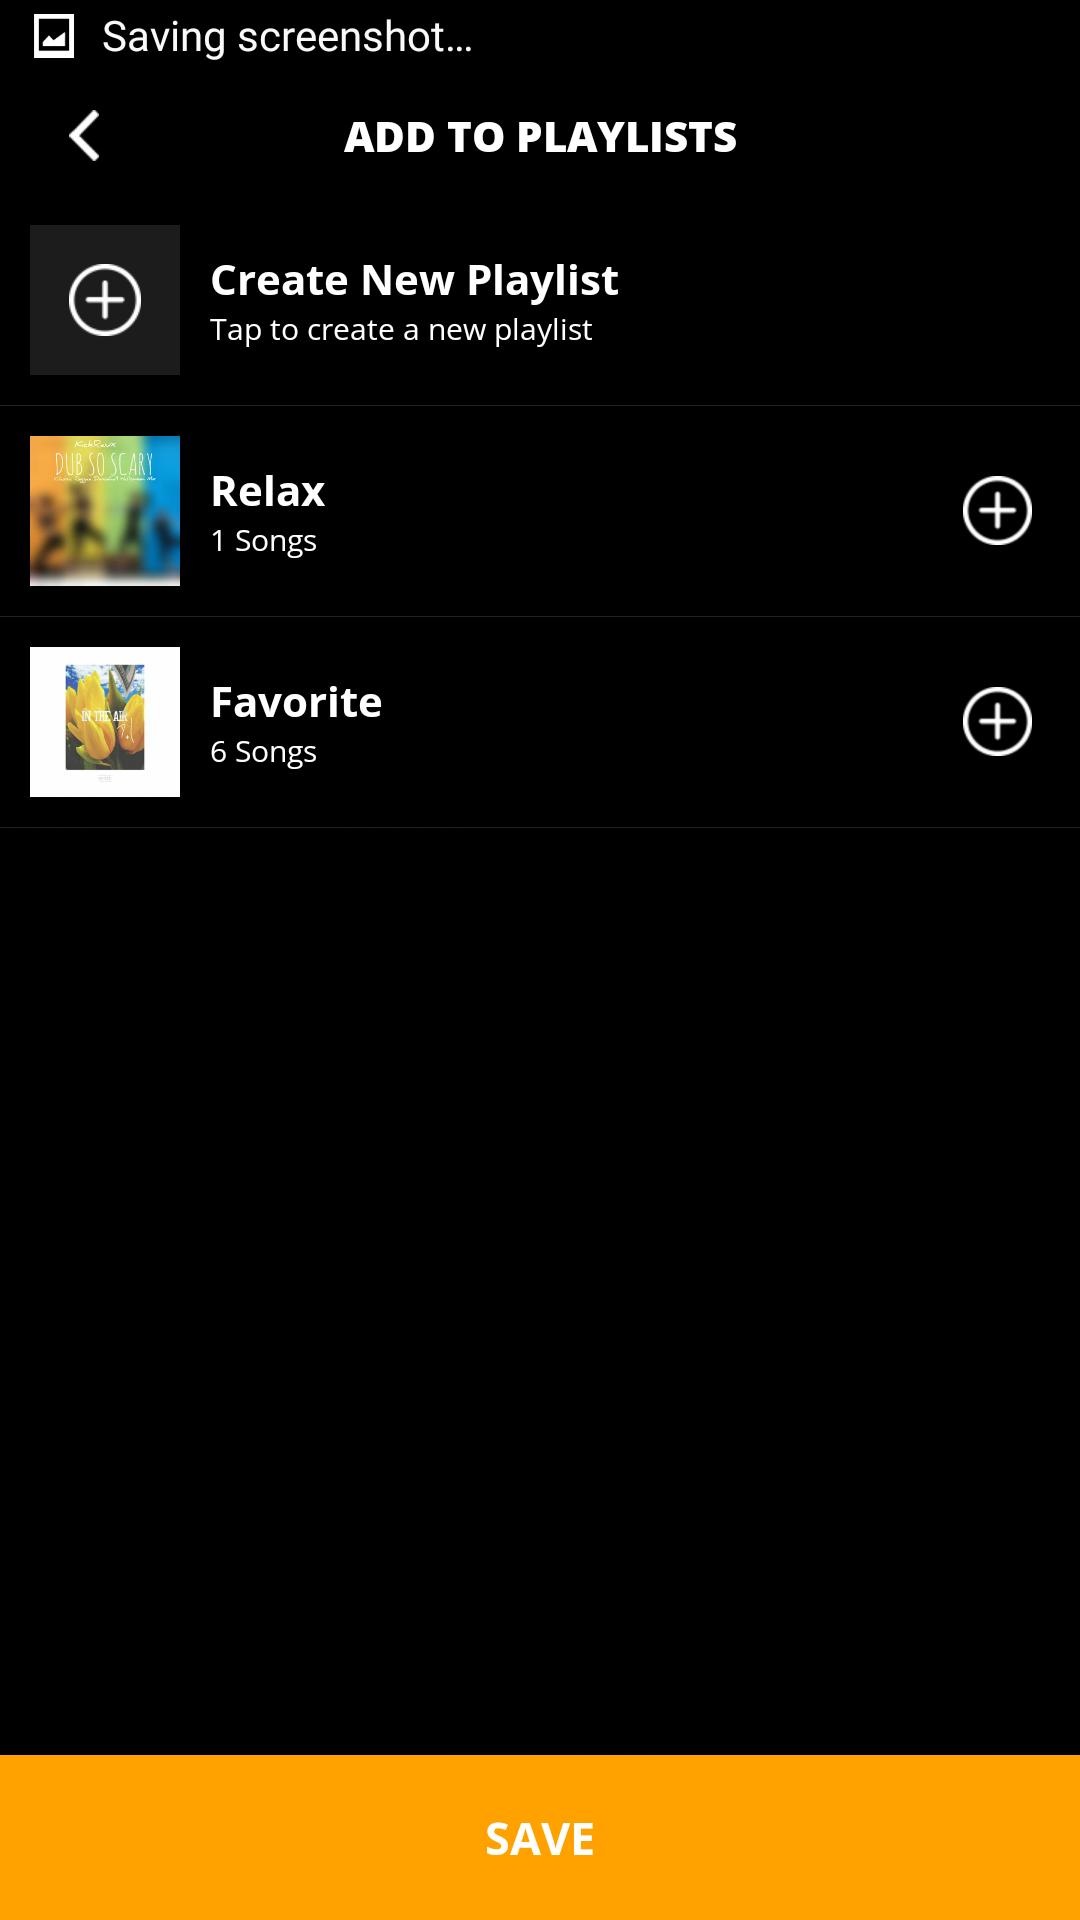 Saving screenshot...
ADD TO PLAYLISTS
Create New Playlist
Tap to create a new playlist
DUB SO SCARY
Relax
1 Songs
IN THE AIR
Favorite
6 Songs
SAVE